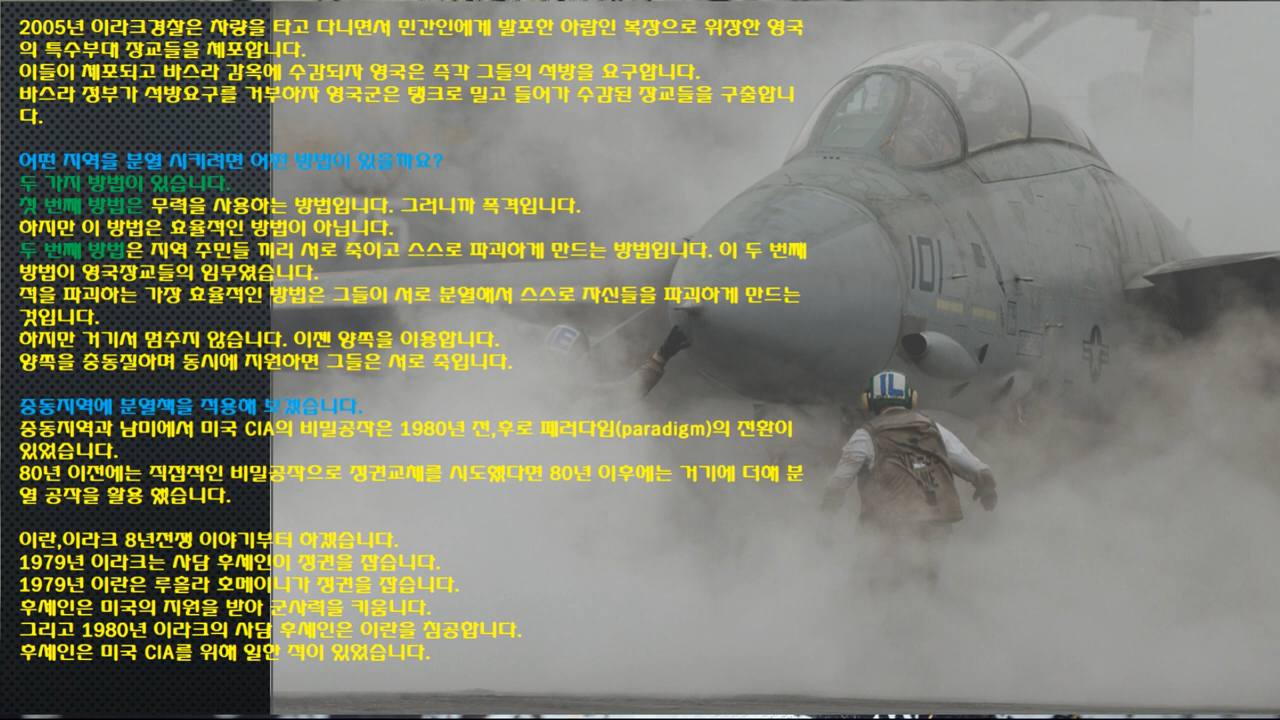 2005년 이라크경찰은 차량을 타고 다니면서 민간인에게 발포한 아랍인 복장으로 위장한 영국
의 특수부대 장교들을 체포합니다.
이들이 체포되고 바스라 감옥에 수감되자 영국은 즉각 그들의 석방을 요구합니다.
바스라 정부가 석방요구를 거부하자 영국군은 탱크로 밀고 들어가 수감된 장교들을 구출합니
다.
어떤 지역을 분열 시키려면 어떤 방법이 있을까요?
두 가지 방법이 있습니다.
첫 번째 방법은 무력을 사용하는 방법입니다. 그러니까 폭격입니다.
하지만 이 방법은 효율적인 방법이 아닙니다.
두 번째 방법은 지역 주민들 끼리 서로 죽이고 스스로 파괴하게 만드는 방법입니다. 이 두 번째
방법이 영국장교들의 임무였습니다.
적을 파괴하는 가장 효율적인 방법은 그들이 서로 분열해서 스스로 자신들을 파괴하게 만드는
것입니다.
하지만 거기서 멈추지 않습니다. 이젠 양쪽을 이용합니다.
양쪽을 충동질하며 동시에 지원하면 그들은 서로 죽입니다.
중동지역에 분열책을 적용해 보겠습니다.
중동지역과 남미에서 미국 CIA의 비밀공작은 1980년 전,후로 페러다임(paradigm)의 전환이
있었습니다.
80년 이전에는 직접적인 비밀공작으로 정권교체를 시도했다면 80년 이후에는 거기에 더해 분
열 공작을 활용 했습니다.
이란,이라크 8년전쟁 이야기부터 하겠습니다.
1979년 이라크는 사담 후세인이 정권을 잡습니다.
1979년 이란은 루홀라 호메이니가 정권을 잡습니다.
후세인은 미국의 지원을 받아 군사력을 키웁니다.
그리고 1980년 이라크의 사담 후세인은 이란을 침공합니다.
후세인은 미국 CIA를 위해 일한 적이 있었습니다.
101
IL